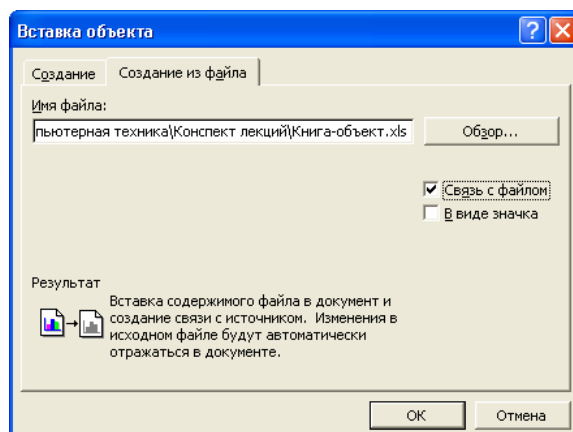 Вставка объекта
Создание
Создание из файла
Имя файла:
пьютерная техника\Конспект лекций\Книга-объект.xls
Обзор...
Связь с файлом
В виде значка
Результат
Вставка содержимого файла в документ и
создание связи с источником. Изменения в
исходном файле будут автоматически
отражаться в документе.
ОК
Отмена